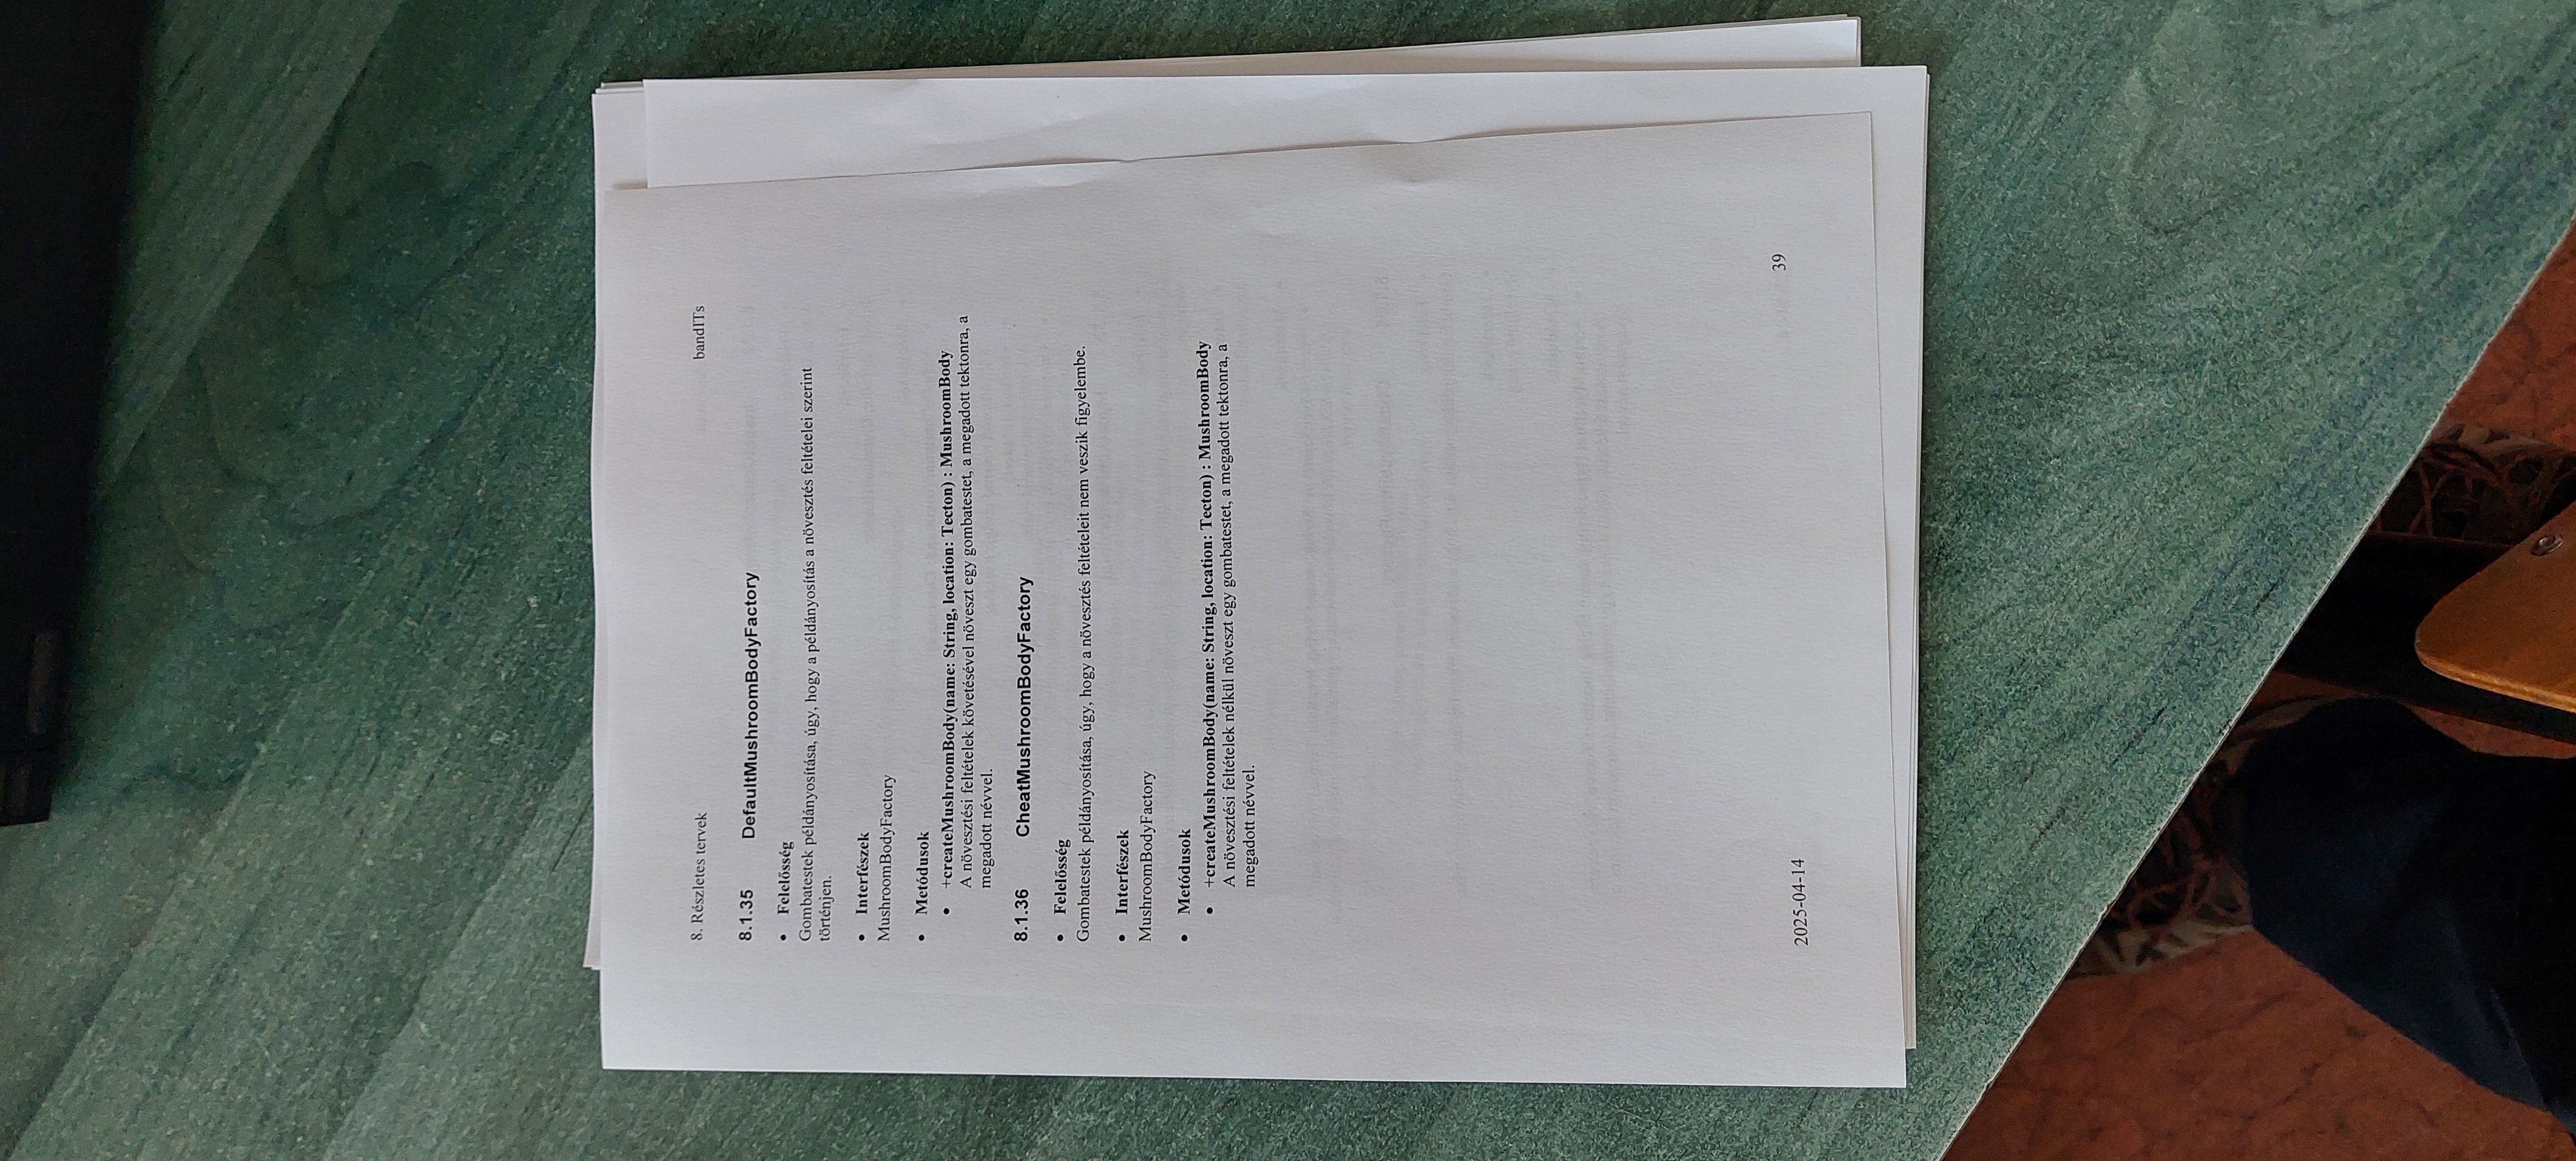 8. Részletes tervek bandITs
8.1.35 DefaultMushroomBodyFactory
• Felelősség
Gombatestek példányosítása, úgy, hogy a példányosítás a növesztés feltételei szerint
történjen.
• Interfészek
MushroomBodyFactory
• Metódusok
• +createMushroomBody(name: String, location: Tecton) : MushroomBody
A növesztési feltételek követésével növeszt egy gombatestet, a megadott tektonra, a
megadott névvel.
8.1.36 CheatMushroomBodyFactory
• Felelősség
Gombatestek példányosítása, úgy, hogy a növesztés feltételeit nem veszik figyelembe.
• Interfészek
MushroomBodyFactory
• Metódusok
• +createMushroomBody(name: String, location: Tecton) : MushroomBody
A növesztési feltételek nélkül növeszt egy gombatestet, a megadott tektonra, a
megadott névvel.
2025-04-14 39